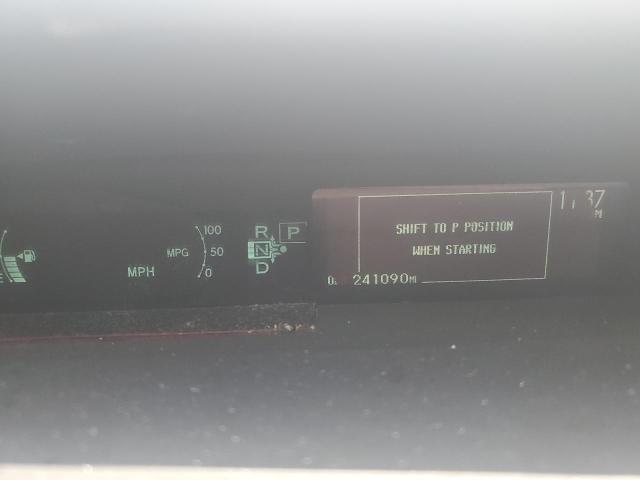 100
50
0
MPG
MPH
R
N
D
P
SHIFT TO P POSITION
WHEN STARTING
241090MI